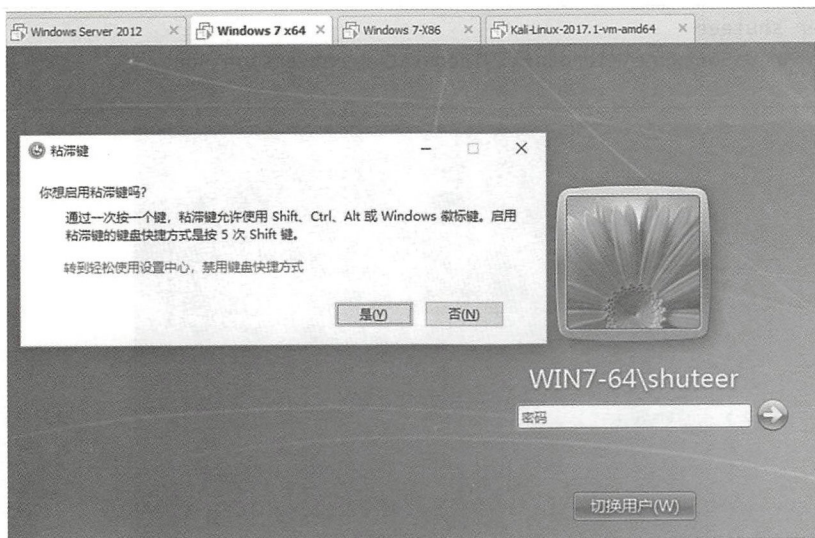 Windows Server 2012
Windows 7 x64
Windows 7-X86
Kali-Linux-2017.1-vm-amd64
粘滞键
你想启用粘滞键吗?
通过一次按一个键，粘滞键允许使用 Shift、Ctrl、Alt 或 Windows 徽标键。启用
粘滞键的键盘快捷方式是按 5 次 Shift 键。
转到轻松使用设置中心，禁用键盘快捷方式
是(Y)
否(N)
WIN7-64\shuteer
密码
切换用户(W)